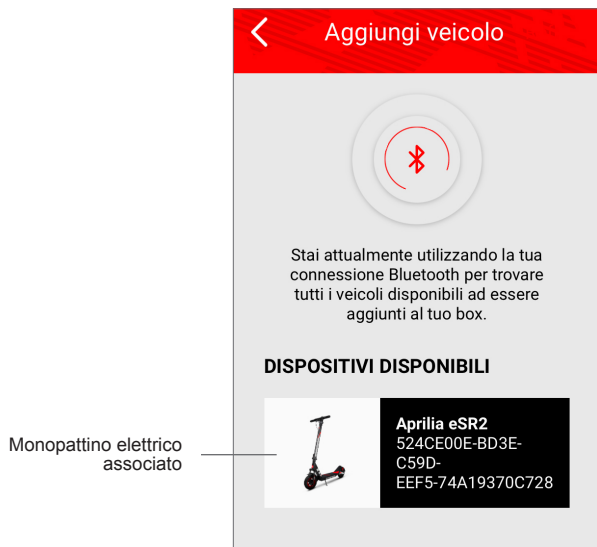 Aggiungi veicolo
Stai attualmente utilizzando la tua
connessione Bluetooth per trovare
tutti i veicoli disponibili ad essere
aggiunti al tuo box.
DISPOSITIVI DISPONIBILI
Monopattino elettrico
associato
Aprilia eSR2
524CE00E-BD3E-
C59D-
EEF5-74A19370C728